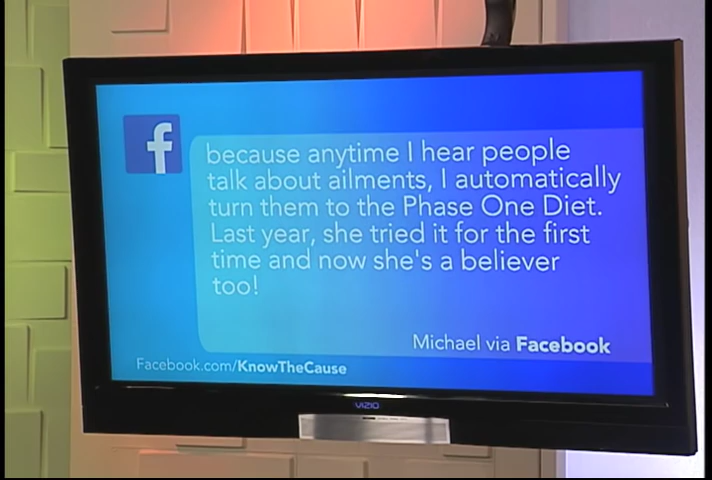 f
because anytime I hear people
talk about ailments, I automatically
turn them to the Phase One Diet.
Last year, she tried it for the first
time and now she's a believer
too!
Michael via Facebook
Facebook.com/KnowTheCause
VIZIO